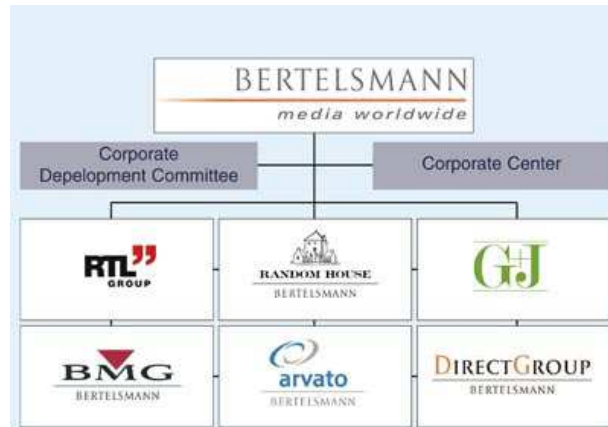 BERTELSMANN
media worldwide
Corporate
Depelopment Committee
Corporate Center
RTL
GROUP
RANDOM HOUSE
BERTELSMANN
G+J
BMG
BERTELSMANN
arvato
BERTELSMANN
DIRECTGROUP
BERTELSMANN